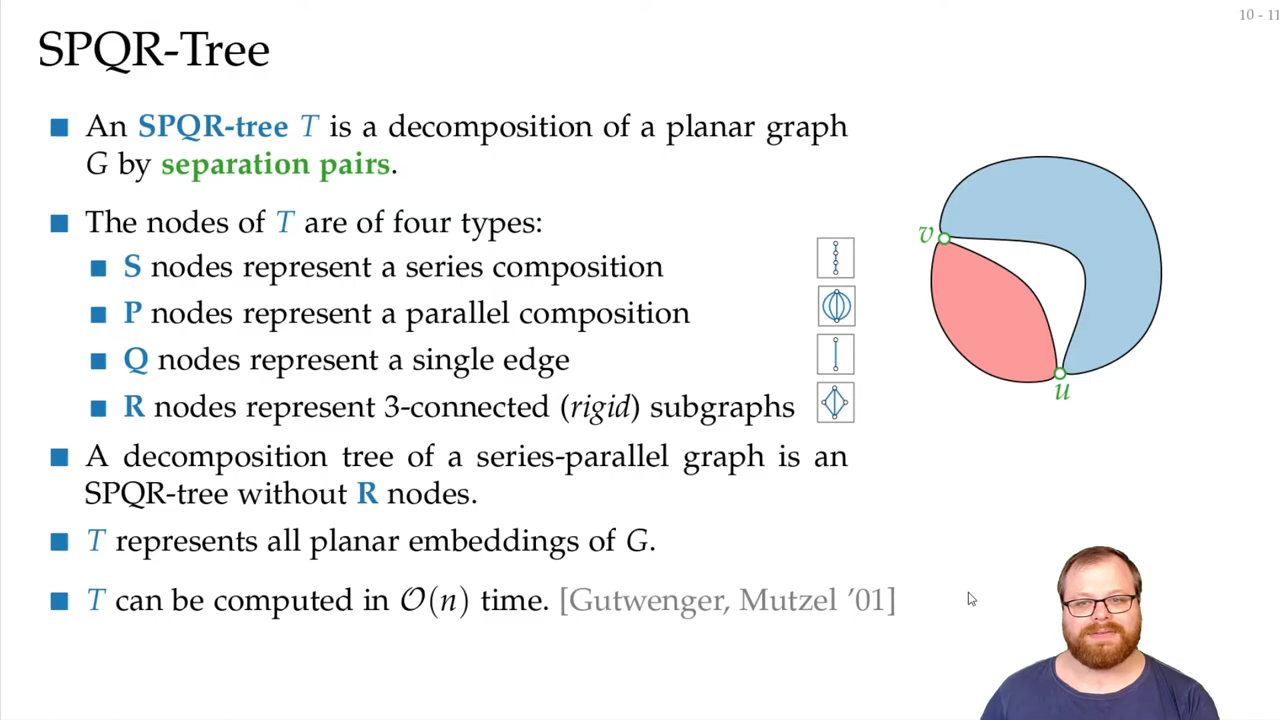 10 - 11
SPQR-Tree
An SPQR-tree T is a decomposition of a planar graph
G by separation pairs.
The nodes of T are of four types:
S nodes represent a series composition
P nodes represent a parallel composition
Q nodes represent a single edge
R nodes represent 3-connected (rigid) subgraphs
A decomposition tree of a series-parallel graph is an
SPQR-tree without R nodes.
T represents all planar embeddings of G.
T can be computed in O(n) time. [Gutwenger, Mutzel ’01]
v
u